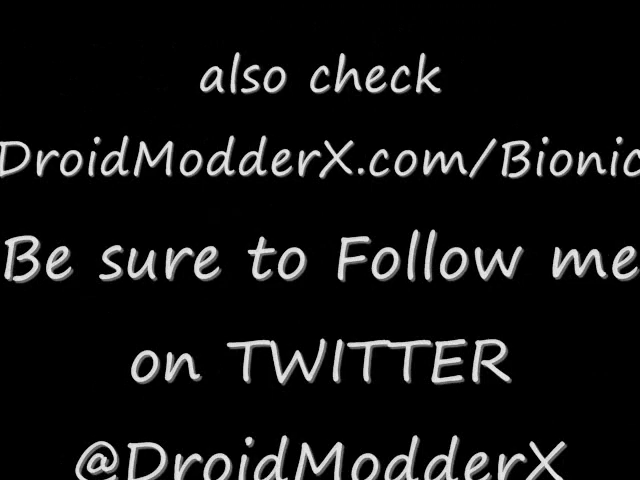 also check
DroidModderX.com/Bionic
Be sure to Follow me
on TWITTER
@DroidModderX